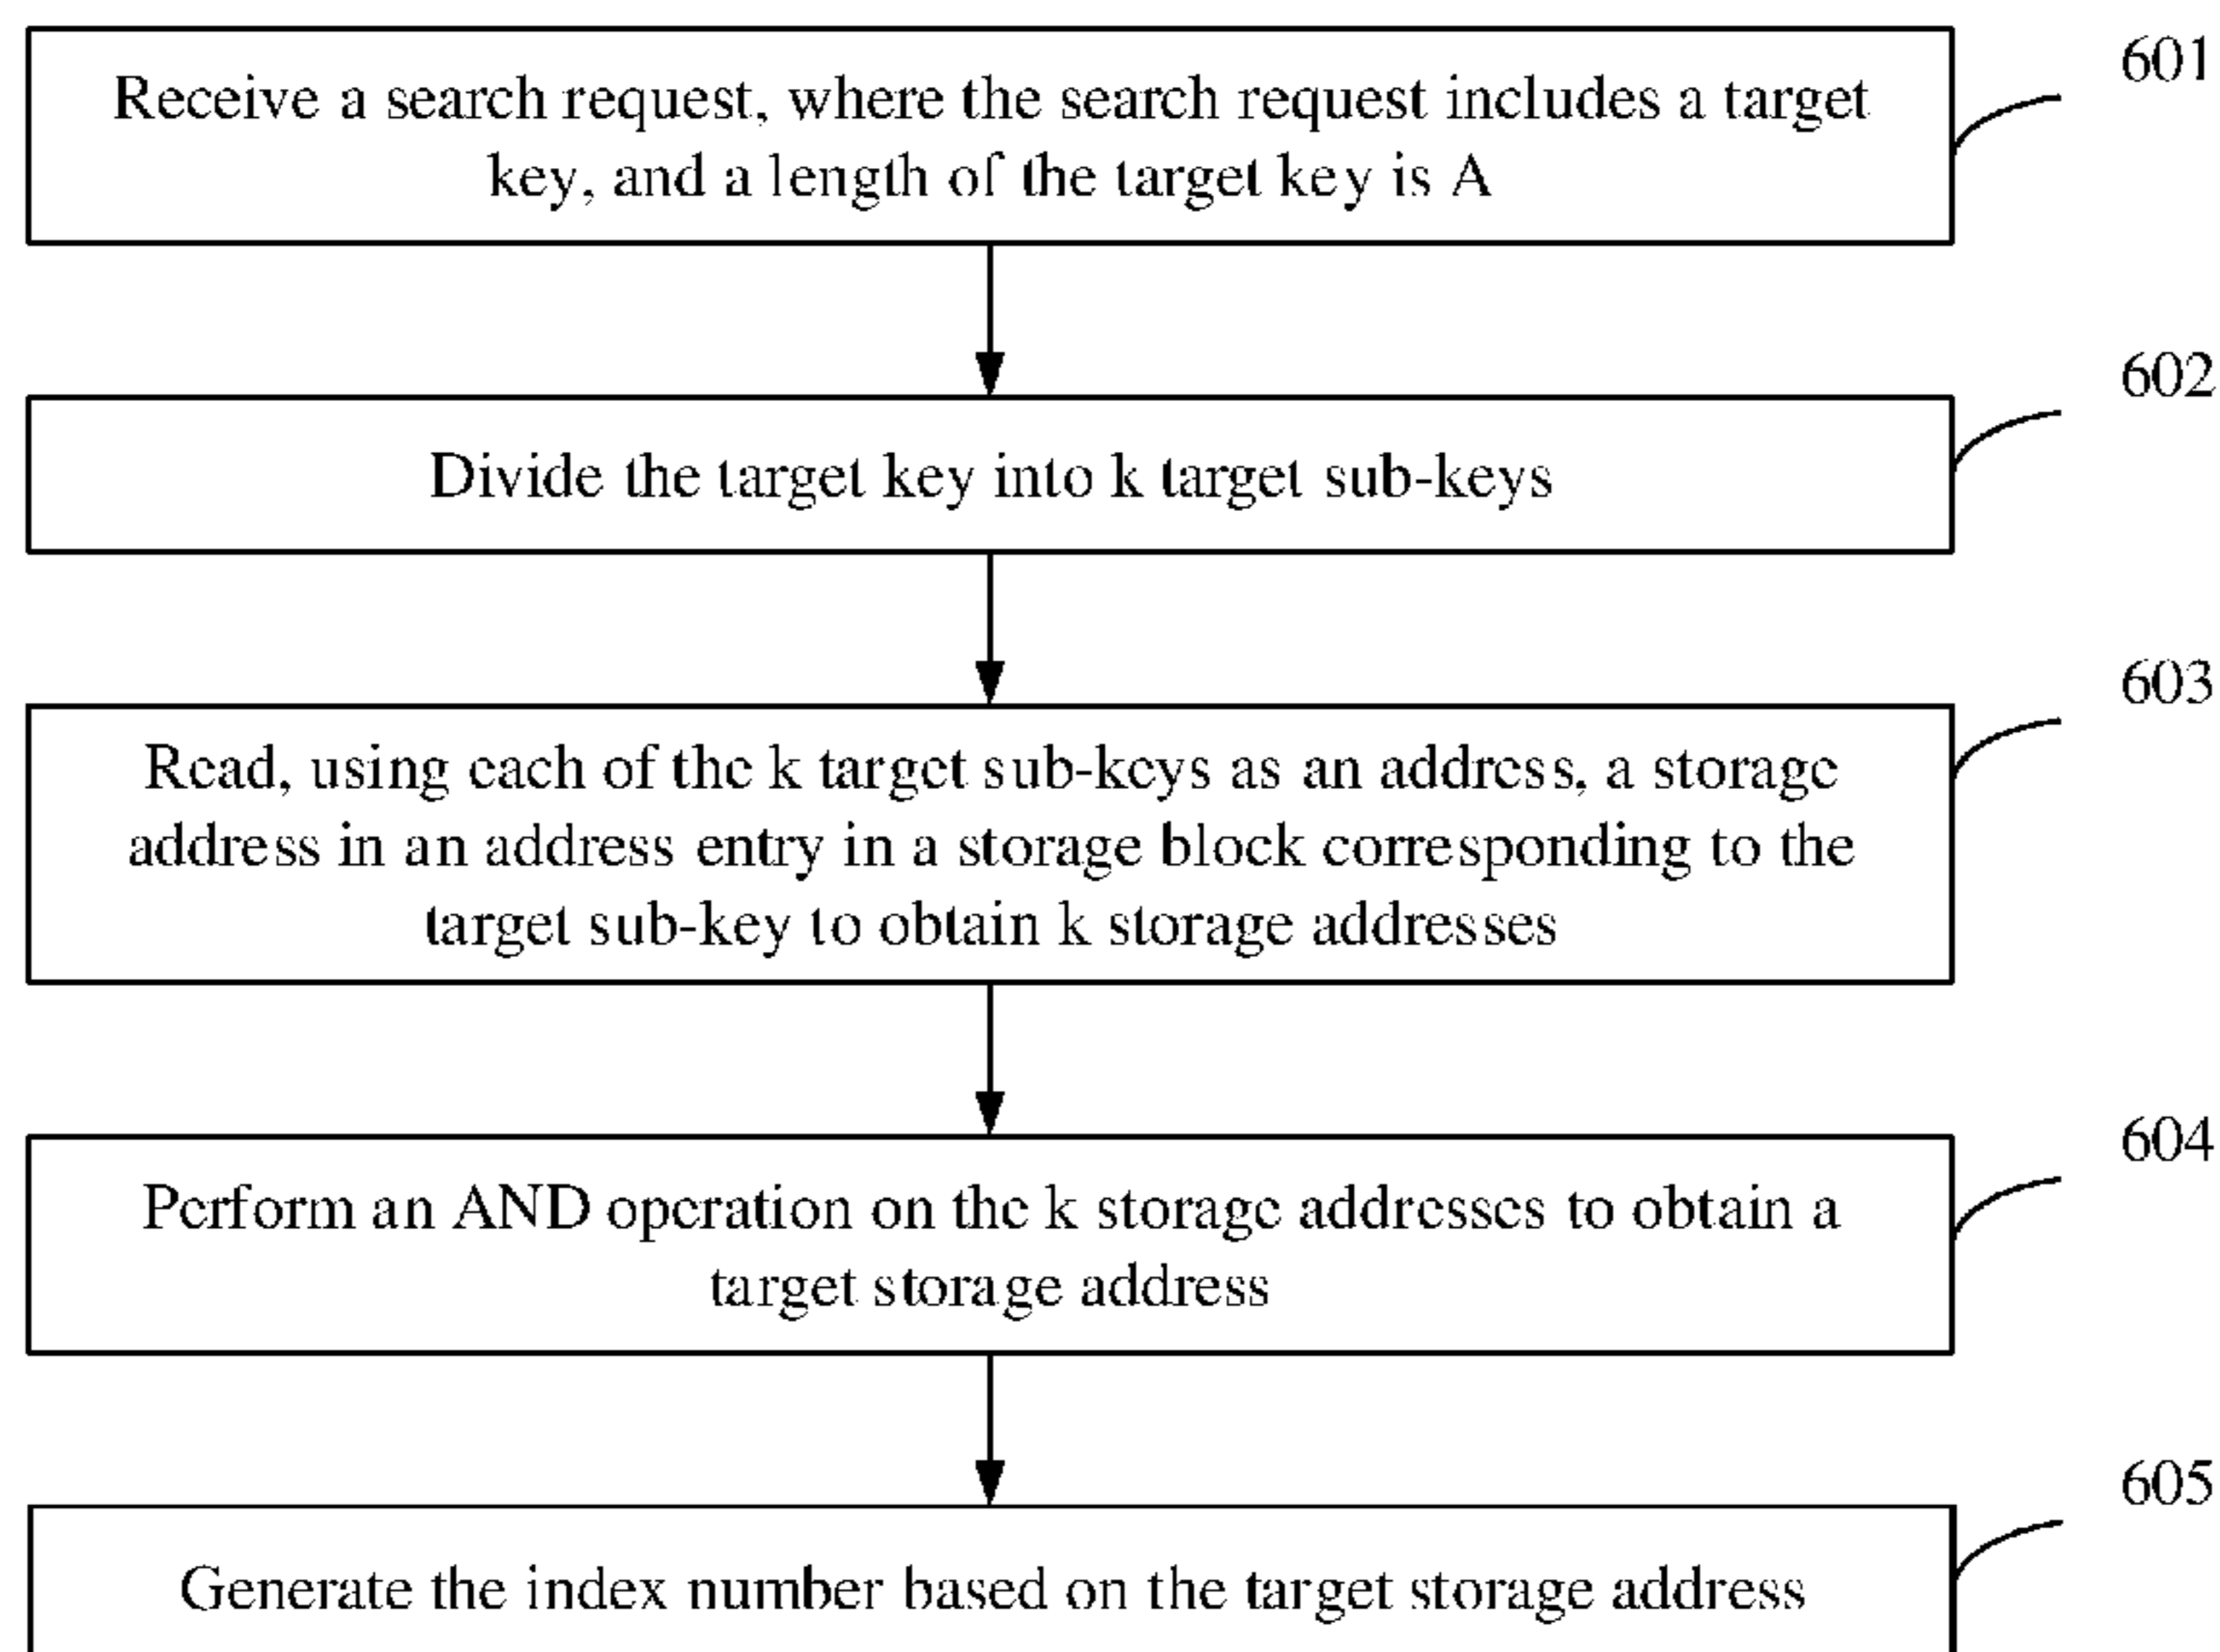 601
Receive a search request, where the search request includes a target
key, and a length of the target key is A
602
Divide the target key into k target sub-keys
603
Read, using each of the k target sub-keys as an address, a storage
address in an address entry in a storage block corresponding to the
target sub-key to obtain k storage addresses
604
Perform an AND operation on the k storage addresses to obtain a
target storage address
605
Generate the index number based on the target storage address